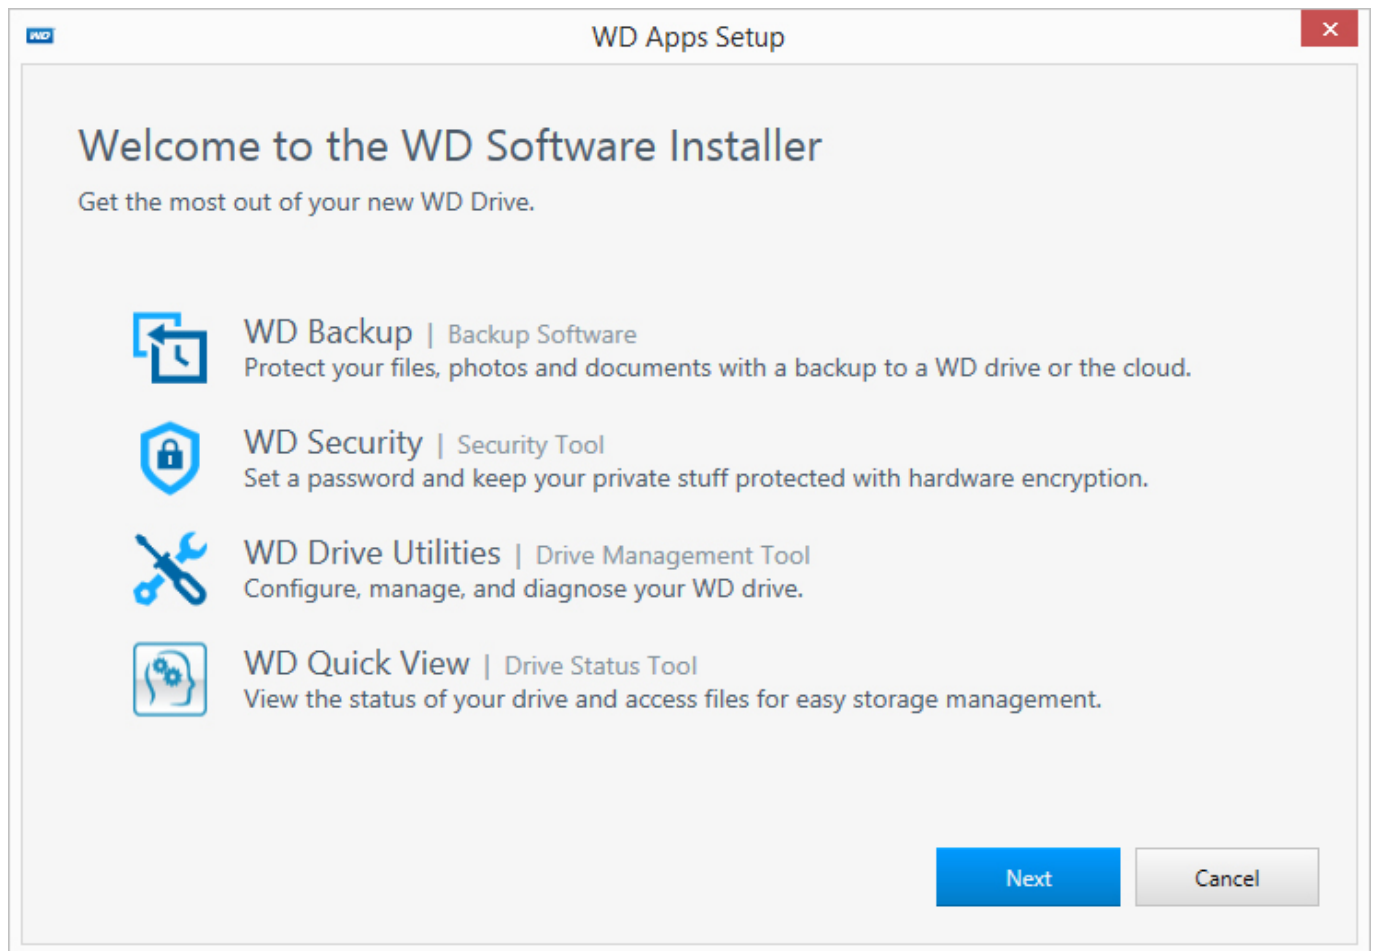 WD
WD Apps Setup
Welcome to the WD Software Installer
Get the most out of your new WD Drive.
WD Backup | Backup Software
Protect your files, photos and documents with a backup to a WD drive or the cloud.
WD Security | Security Tool
Set a password and keep your private stuff protected with hardware encryption.
WD Drive Utilities | Drive Management Tool
Configure, manage, and diagnose your WD drive.
WD Quick View | Drive Status Tool
View the status of your drive and access files for easy storage management.
Next Cancel